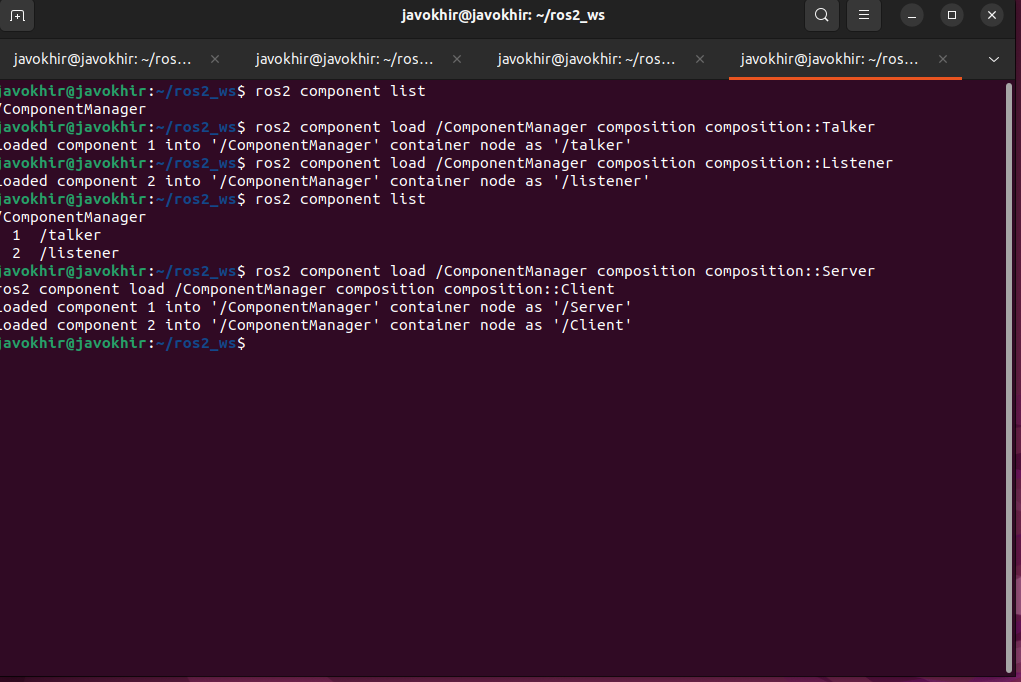 javokhir@javokhir: ~/ros2_ws
javokhir@javokhir: ~/ros... × javokhir@javokhir: ~/ros... × javokhir@javokhir: ~/ros... × javokhir@javokhir: ~/ros... ×
javokhir@javokhir:~/ros2_ws$ ros2 component list
/ComponentManager
javokhir@javokhir:~/ros2_ws$ ros2 component load /ComponentManager composition composition::Talker
Loaded component 1 into '/ComponentManager' container node as '/talker'
javokhir@javokhir:~/ros2_ws$ ros2 component load /ComponentManager composition composition::Listener
Loaded component 2 into '/ComponentManager' container node as '/listener'
javokhir@javokhir:~/ros2_ws$ ros2 component list
/ComponentManager
  1  /talker
  2  /listener
javokhir@javokhir:~/ros2_ws$ ros2 component load /ComponentManager composition composition::Server
ros2 component load /ComponentManager composition composition::Client
Loaded component 1 into '/ComponentManager' container node as '/Server'
Loaded component 2 into '/ComponentManager' container node as '/Client'
javokhir@javokhir:~/ros2_ws$